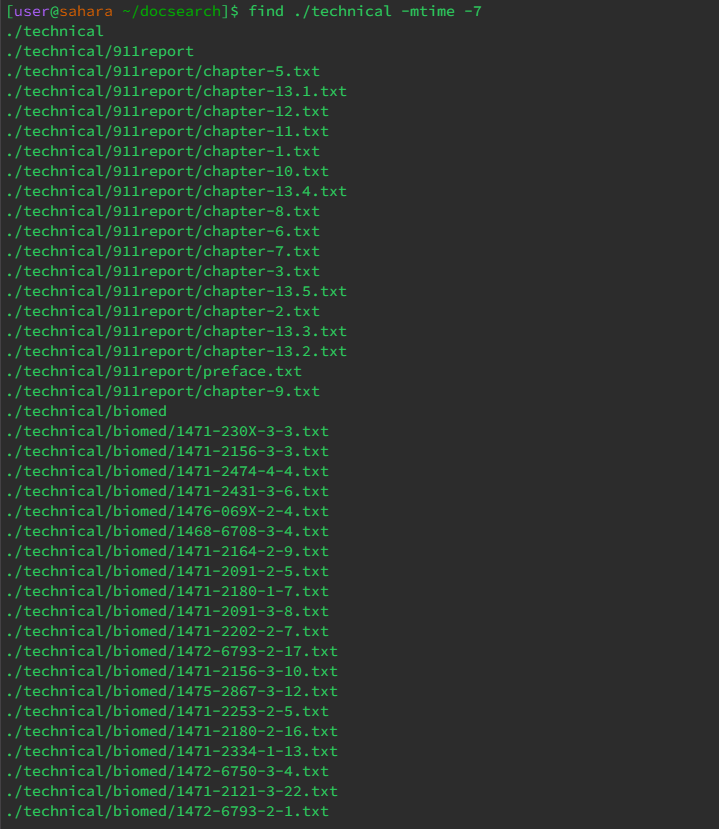 [user@sahara ~/docsearch]$ find ./technical -mtime -7
./technical
./technical/911report
./technical/911report/chapter-5.txt
./technical/911report/chapter-13.1.txt
./technical/911report/chapter-12.txt
./technical/911report/chapter-11.txt
./technical/911report/chapter-1.txt
./technical/911report/chapter-10.txt
./technical/911report/chapter-13.4.txt
./technical/911report/chapter-8.txt
./technical/911report/chapter-6.txt
./technical/911report/chapter-7.txt
./technical/911report/chapter-3.txt
./technical/911report/chapter-13.5.txt
./technical/911report/chapter-2.txt
./technical/911report/chapter-13.3.txt
./technical/911report/chapter-13.2.txt
./technical/911report/preface.txt
./technical/911report/chapter-9.txt
./technical/biomed
./technical/biomed/1471-230X-3-3.txt
./technical/biomed/1471-2156-3-3.txt
./technical/biomed/1471-2474-4-4.txt
./technical/biomed/1471-2431-3-6.txt
./technical/biomed/1476-069X-2-4.txt
./technical/biomed/1468-6708-3-4.txt
./technical/biomed/1471-2164-2-9.txt
./technical/biomed/1471-2091-2-5.txt
./technical/biomed/1471-2180-1-7.txt
./technical/biomed/1471-2091-3-8.txt
./technical/biomed/1471-2202-2-7.txt
./technical/biomed/1472-6793-2-17.txt
./technical/biomed/1471-2156-3-10.txt
./technical/biomed/1475-2867-3-12.txt
./technical/biomed/1471-2253-2-5.txt
./technical/biomed/1471-2180-2-16.txt
./technical/biomed/1471-2334-1-13.txt
./technical/biomed/1472-6750-3-4.txt
./technical/biomed/1471-2121-3-22.txt
./technical/biomed/1472-6793-2-1.txt